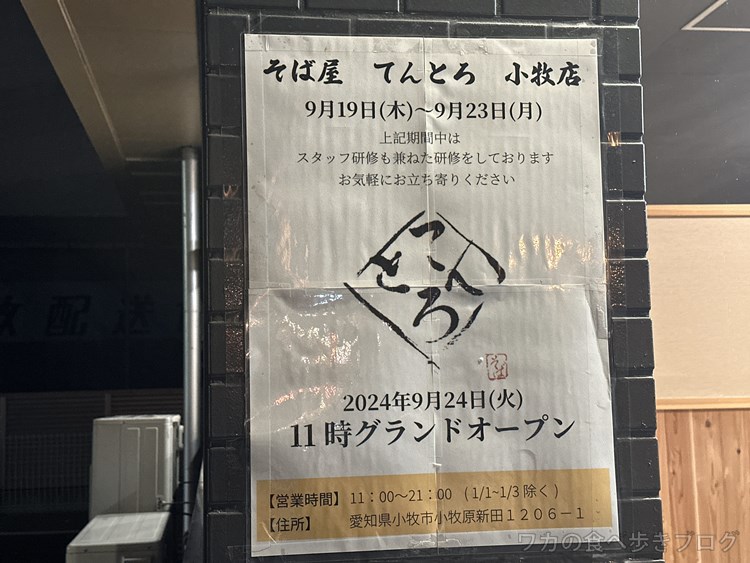 そば屋 てんとろ 小牧店
9月19日(木)～9月23日(月)
上記期間中は
スタッフ研修も兼ねた研修をしております
お気軽にお立ち寄りください
てんとろ
そば
2024年9月24日(火)
11時グランドオープン
【営業時間】 11：00～21：00 (1/1~1/3 除く)
【住所】 愛知県小牧市小牧原新田１２０６－１
配送
ワカの食べ歩きブログ